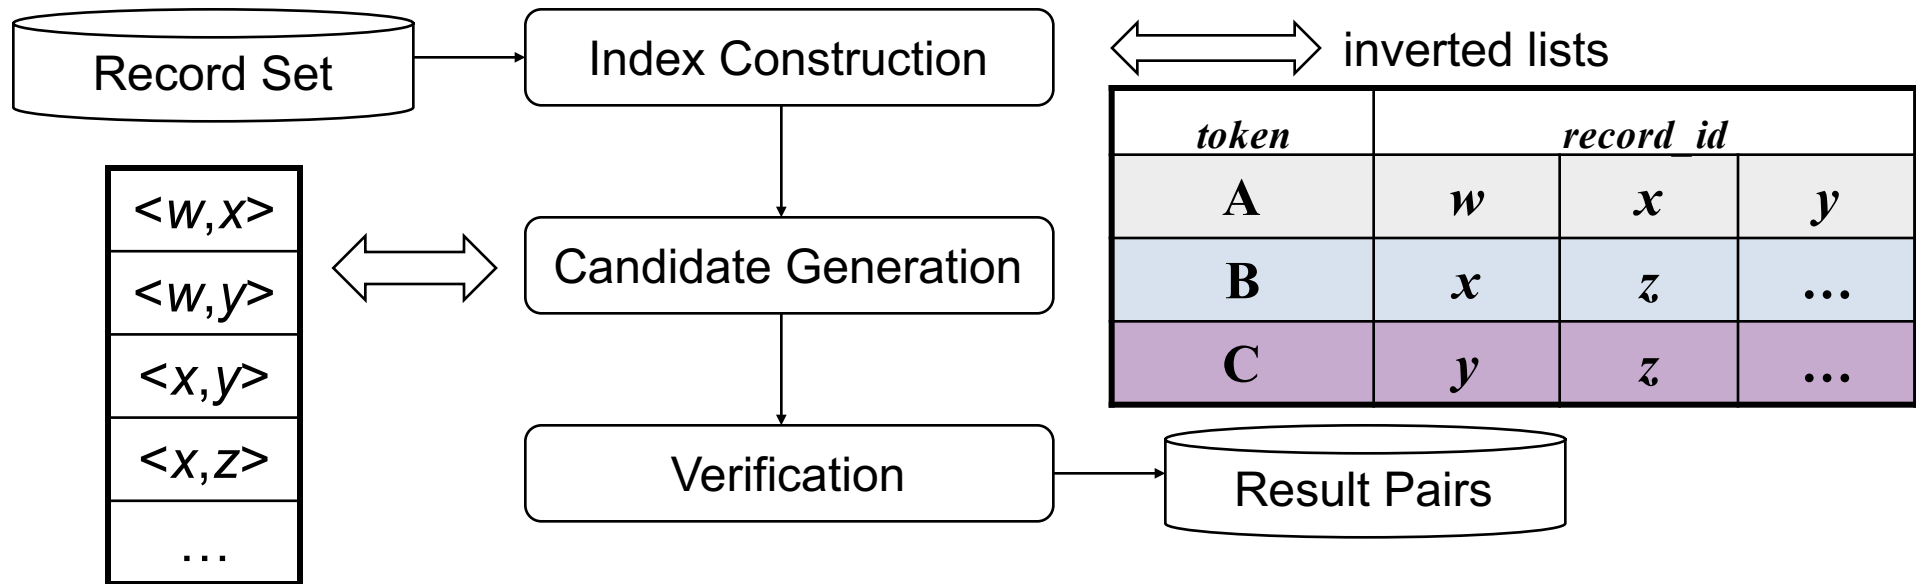 Record Set
Index Construction
inverted lists
token record_id
A w x y
B x z …
C y z …
<w,x>
<w,y>
<x,y>
<x,z>
…
Candidate Generation
Verification
Result Pairs